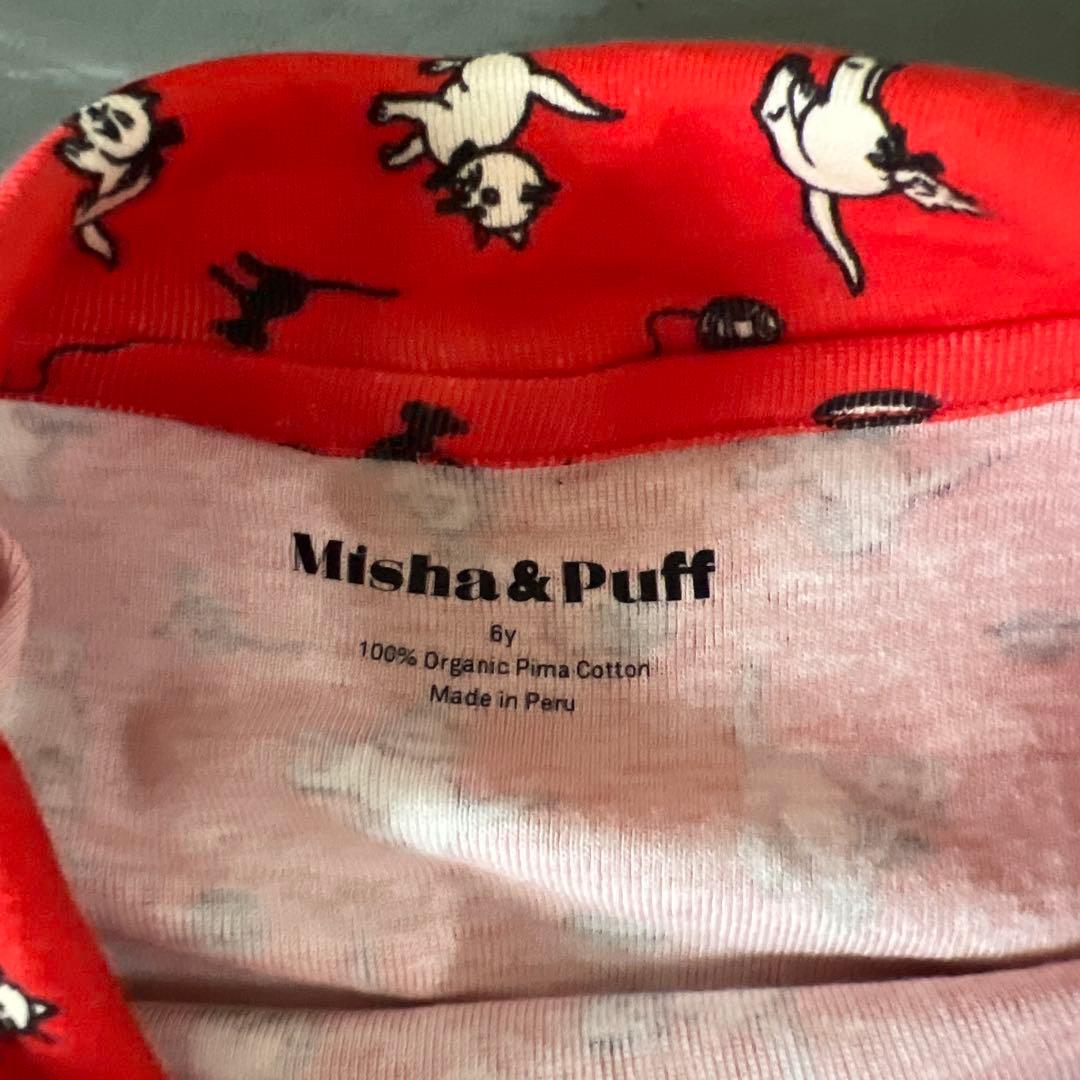 Misha&Puff
6y
100% Organic Pima Cotton
Made in Peru